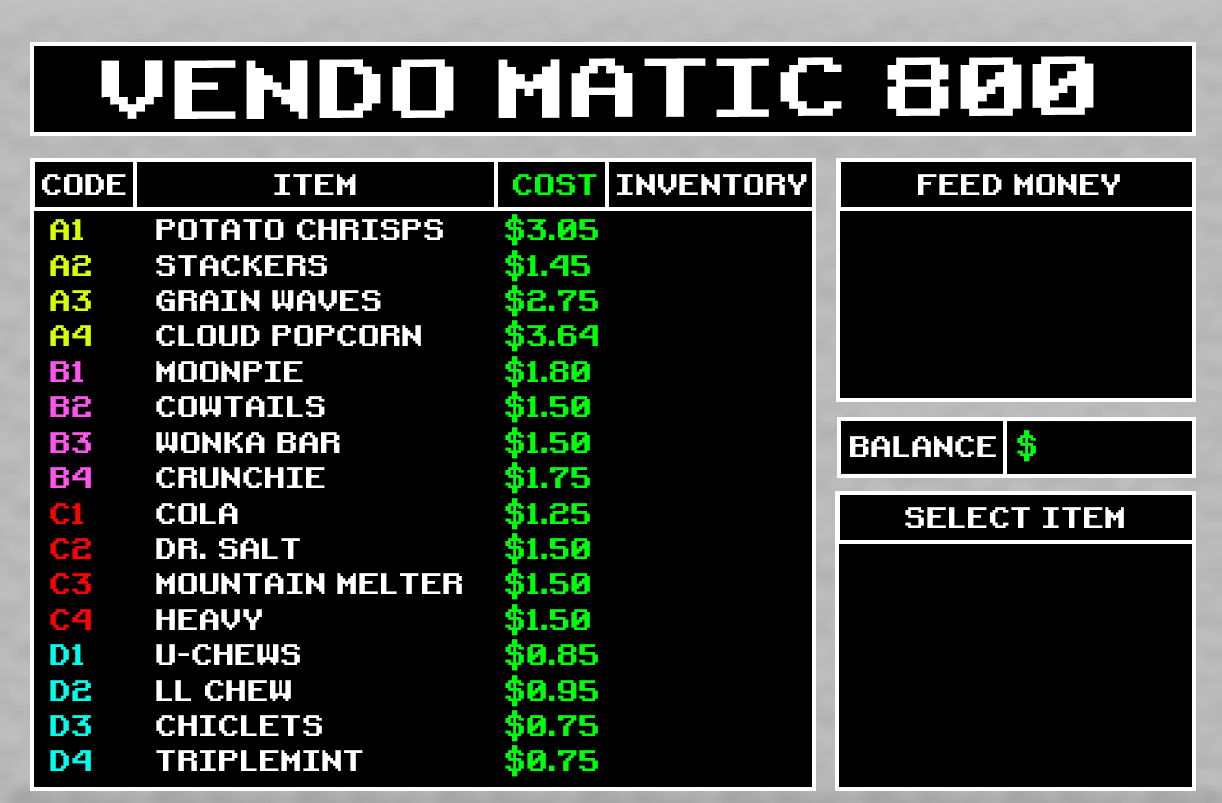 VENDO MATIC 800
CODE ITEM COST INVENTORY
A1 POTATO CHRISPS $3.05
A2 STACKERS $1.45
A3 GRAIN WAVES $2.75
A4 CLOUD POPCORN $3.64
B1 MOONPIE $1.80
B2 COWTAILS $1.50
B3 WONKA BAR $1.50
B4 CRUNCHIE $1.75
C1 COLA $1.25
C2 DR. SALT $1.50
C3 MOUNTAIN MELTER $1.50
C4 HEAVY $1.50
D1 U-CHEWS $0.85
D2 LL CHEW $0.95
D3 CHICLETS $0.75
D4 TRIPLEMINT $0.75
FEED MONEY
BALANCE $
SELECT ITEM